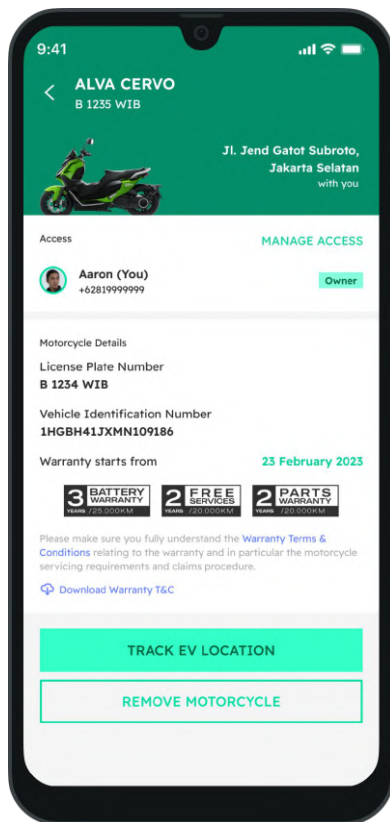 9:41
ALVA CERVO
B 1235 WIB
Jl. Jend Gatot Subroto,
Jakarta Selatan
with you
Access
MANAGE ACCESS
Aaron (You)
+62819999999
Owner
Motorcycle Details
License Plate Number
B 1234 WIB
Vehicle Identification Number
1HGBH41JXMN109186
Warranty starts from
23 February 2023
3 YEARS BATTERY WARRANTY /25.000KM
2 YEARS FREE SERVICES /20.000KM
2 YEARS PARTS WARRANTY /20.000KM
Please make sure you fully understand the Warranty Terms &
Conditions relating to the warranty and in particular the motorcycle
servicing requirements and claims procedure.
Download Warranty T&C
TRACK EV LOCATION
REMOVE MOTORCYCLE